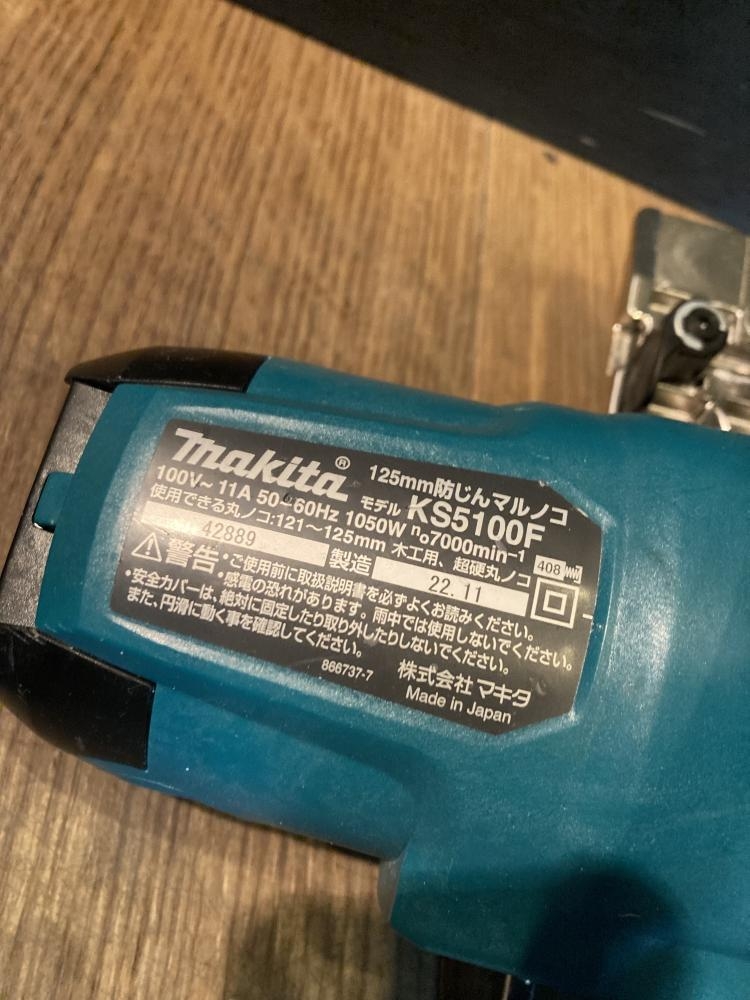 makita®
125mm防じんマルノコ
モデル KS5100F
100V~ 11A 50-60Hz 1050W n₀7000min⁻¹
使用できる丸ノコ:121~125mm 木工用、超硬丸ノコ
42889 製造 22.11
408
警告 ・ご使用前に取扱説明書を必ずよくお読みください。
・感電の恐れがあります。雨中では使用しないでください。
・安全カバーは、絶対に固定したり取り外したりしないでください。
また、円滑に動く事を確認してください。
866737-7 株式会社 マキタ
Made in Japan